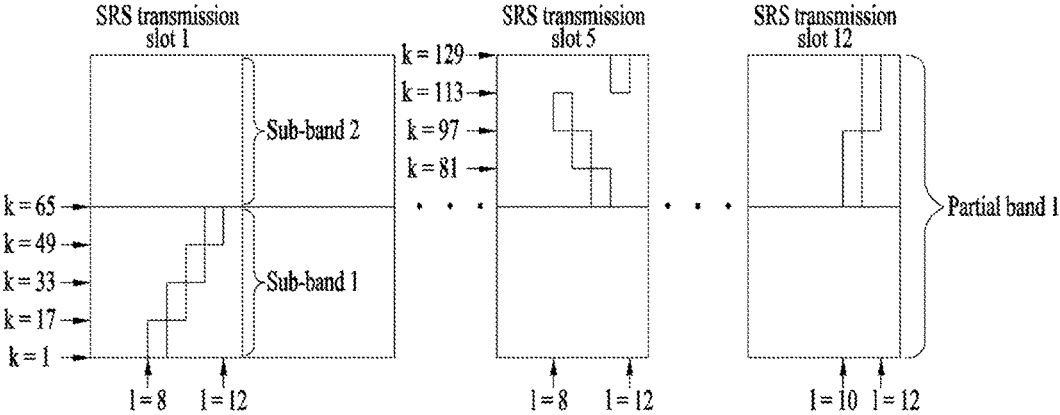 SRS transmission
slot 1
SRS transmission
slot 5
SRS transmission
slot 12
k = 129
k = 113
k = 97
k = 81
Sub-band 2
k = 65
k = 49
k = 33
k = 17
k = 1
Sub-band 1
Partial band 1
l = 8
l = 12
l = 8
l = 12
l = 10
l = 12